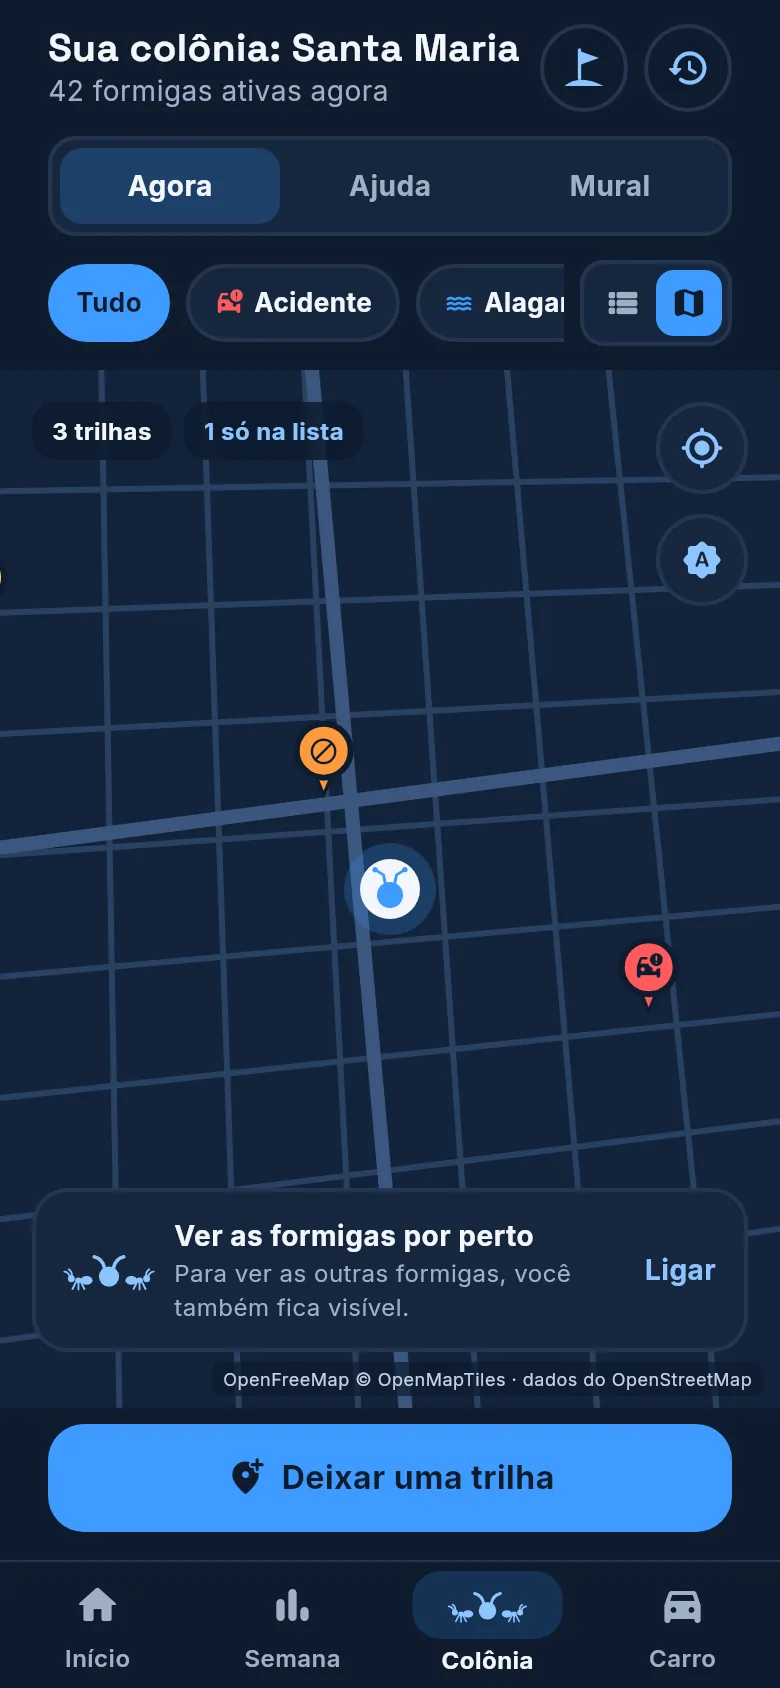 Sua colônia: Santa Maria
42 formigas ativas agora
Agora
Ajuda
Mural
Tudo
Acidente
Alagar
3 trilhas
1 só na lista
A
Ver as formigas por perto
Para ver as outras formigas, você
também fica visível.
Ligar
OpenFreeMap © OpenMapTiles · dados do OpenStreetMap
Deixar uma trilha
Início
Semana
Colônia
Carro